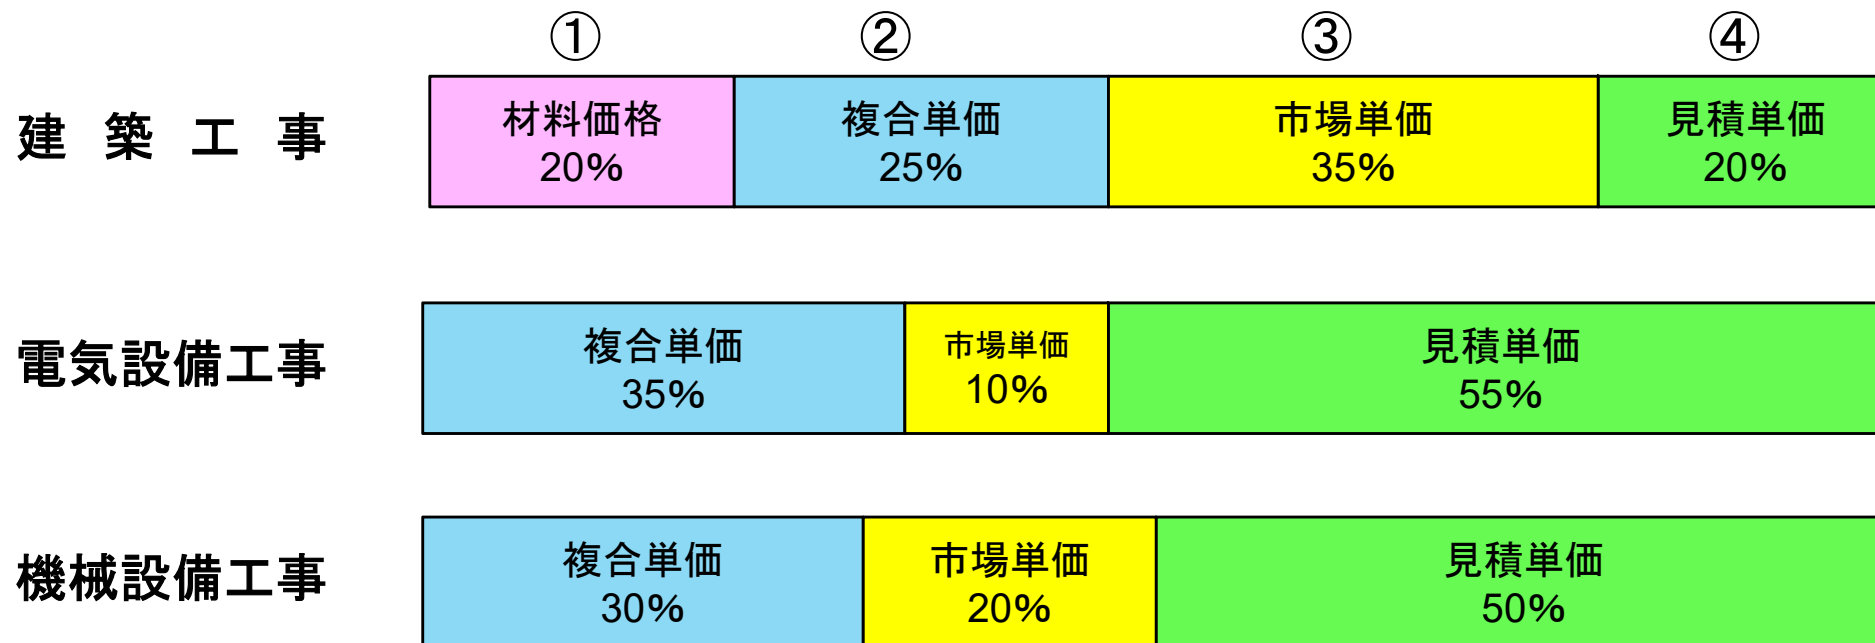 ① ② ③ ④
建築工事
材料価格 複合単価 市場単価 見積単価
20% 25% 35% 20%
電気設備工事
複合単価 市場単価 見積単価
35% 10% 55%
機械設備工事
複合単価 市場単価 見積単価
30% 20% 50%